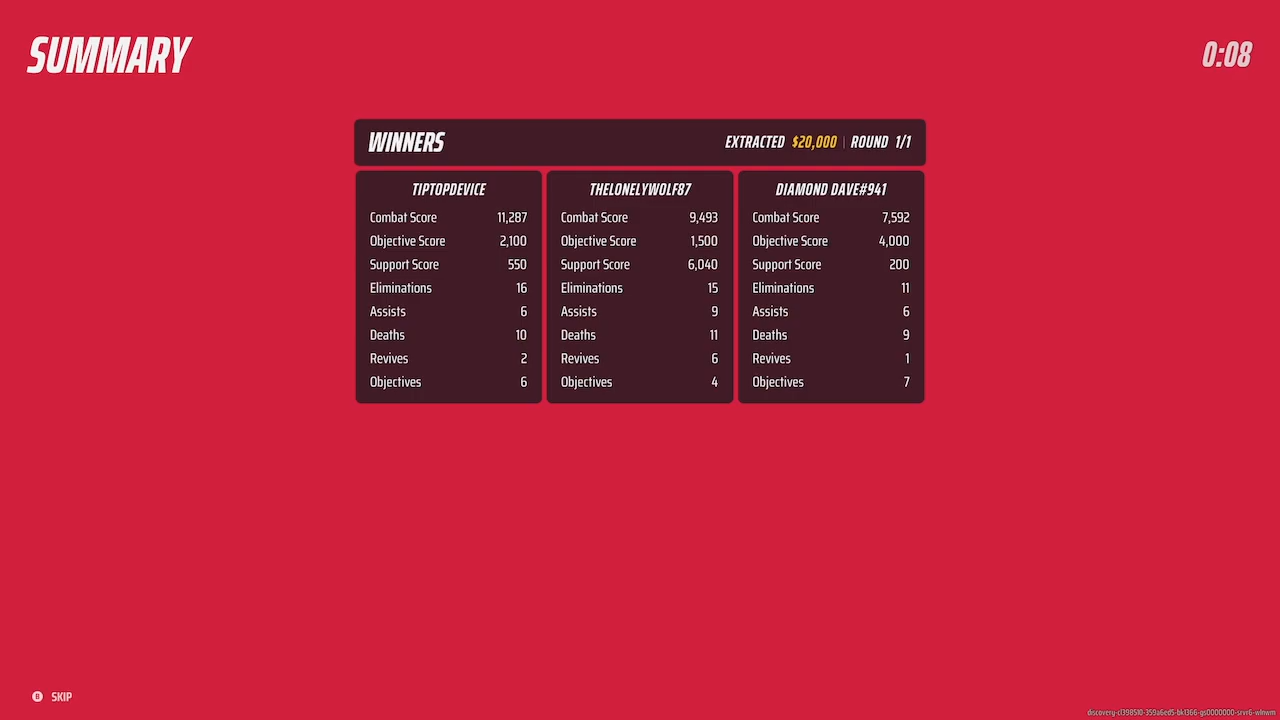 SUMMARY
0:08
WINNERS
EXTRACTED $20,000 | ROUND 1/1
TIPTOPDEVICE
Combat Score 11,287
Objective Score 2,100
Support Score 550
Eliminations 16
Assists 6
Deaths 10
Revives 2
Objectives 6
THELONELYWOLF87
Combat Score 9,493
Objective Score 1,500
Support Score 6,040
Eliminations 15
Assists 9
Deaths 11
Revives 6
Objectives 4
DIAMOND DAVE#941
Combat Score 7,592
Objective Score 4,000
Support Score 200
Eliminations 11
Assists 6
Deaths 9
Revives 1
Objectives 7
SKIP